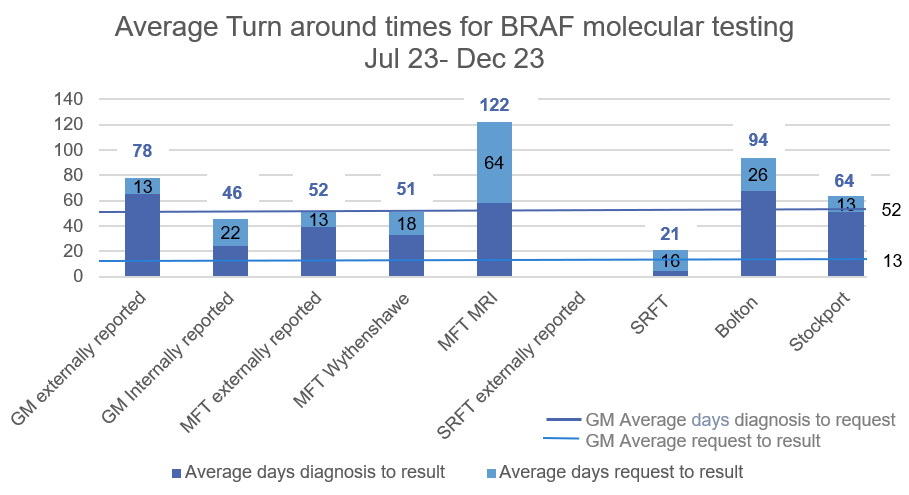 Average Turn around times for BRAF molecular testing
Jul 23- Dec 23
140
120
100
80
60
40
20
0
78
46
52
51
122
21
94
64
13
22
13
18
64
16
26
13
52
13
GM externally reported
GM Internally reported
MFT externally reported
MFT Wythenshawe
MFT MRI
SRFT externally reported
SRFT
Bolton
Stockport
GM Average days diagnosis to request
GM Average request to result
Average days diagnosis to result
Average days request to result